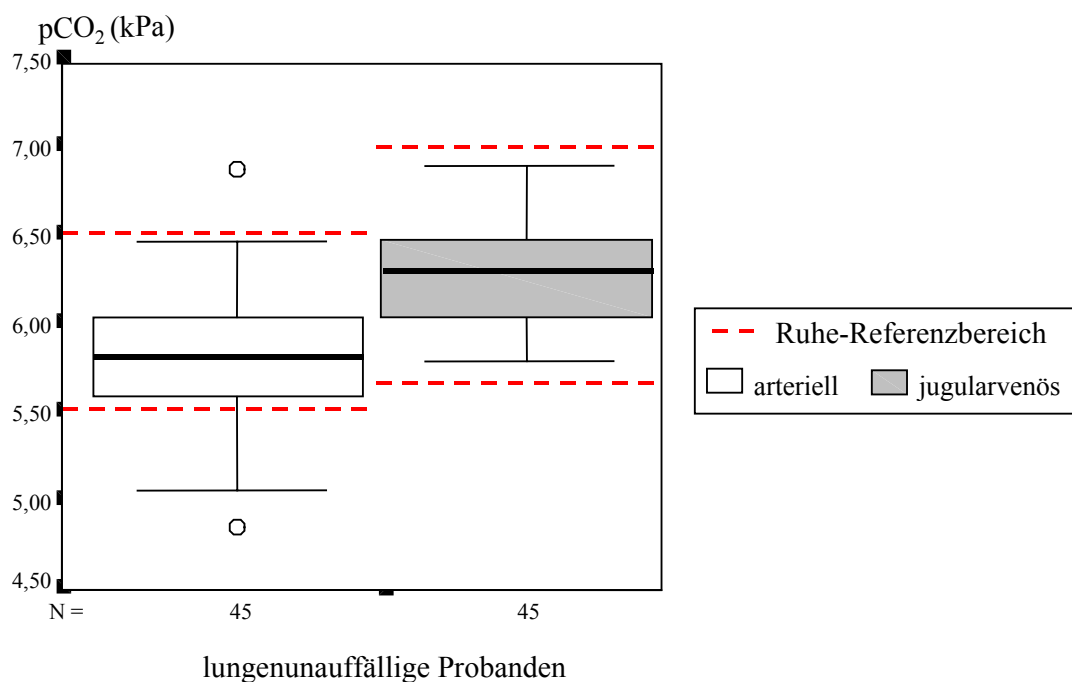 pCO₂ (kPa)
7,50
7,00
6,50
6,00
5,50
5,00
4,50
N = 45 45
lungenunauffällige Probanden
Ruhe-Referenzbereich
arteriell jugularvenös